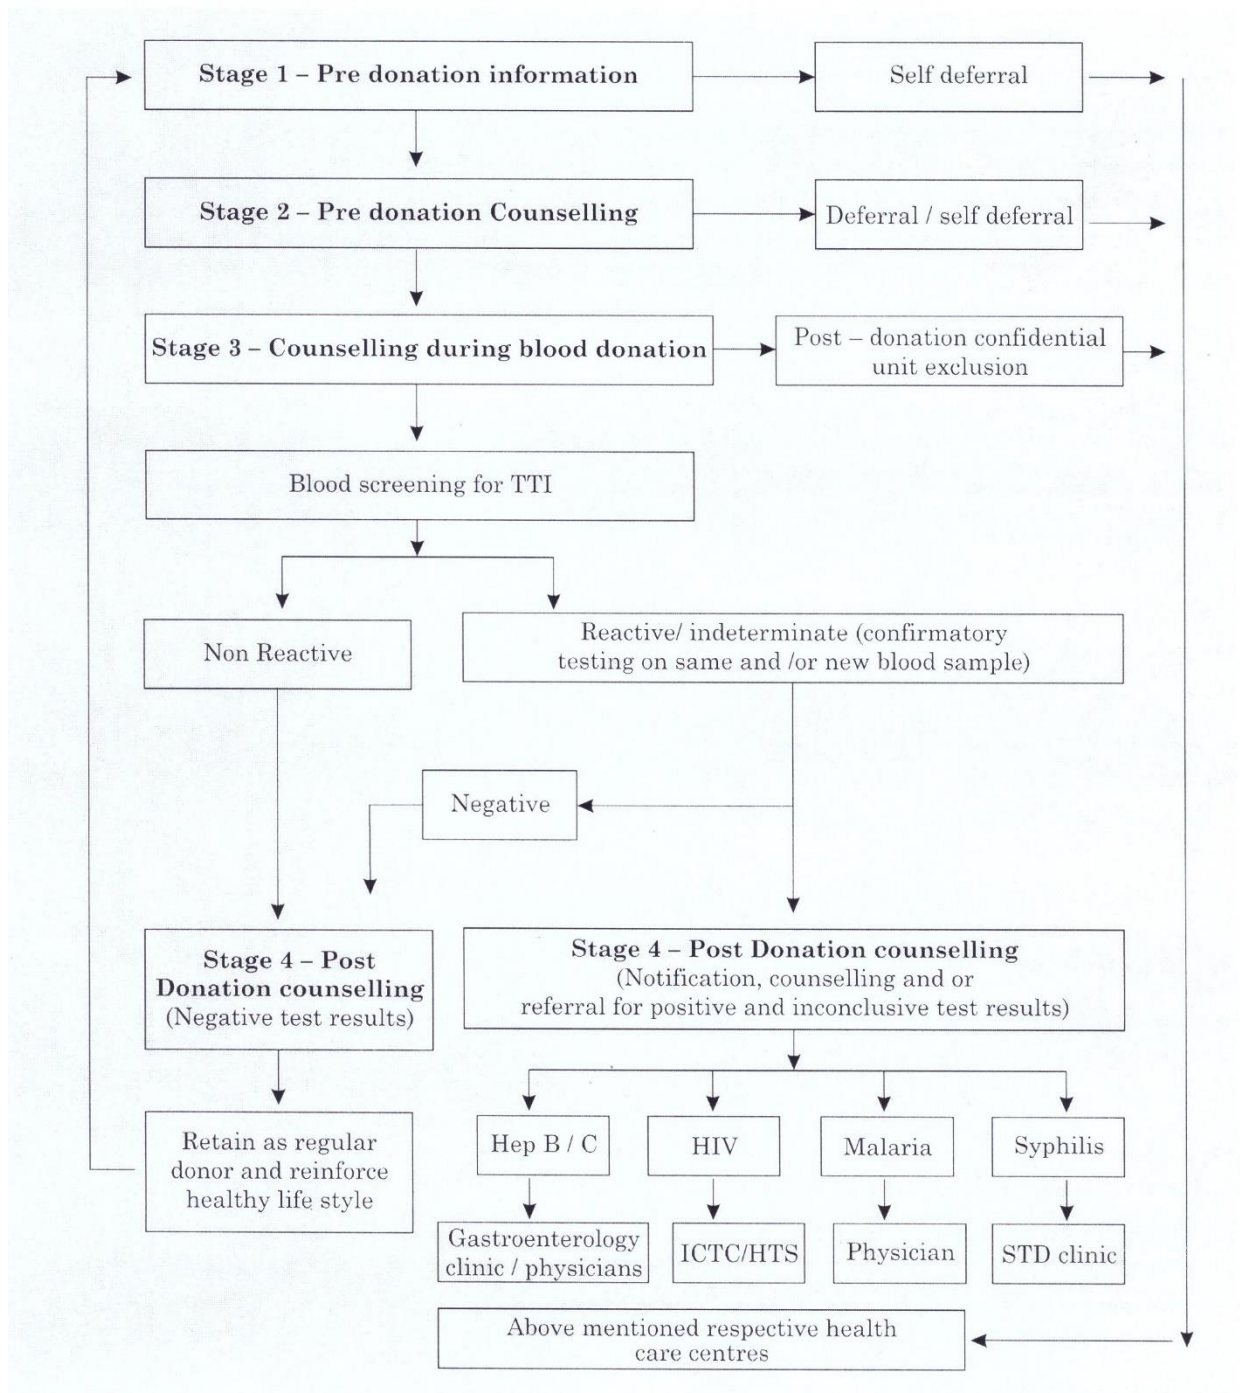 Stage 1 – Pre donation information
Self deferral
Stage 2 – Pre donation Counselling
Deferral / self deferral
Stage 3 – Counselling during blood donation
Post – donation confidential
unit exclusion
Blood screening for TTI
Non Reactive
Reactive/ indeterminate (confirmatory
testing on same and /or new blood sample)
Negative
Stage 4 – Post
Donation counselling
(Negative test results)
Stage 4 – Post Donation counselling
(Notification, counselling and or
referral for positive and inconclusive test results)
Retain as regular
donor and reinforce
healthy life style
Hep B / C
HIV
Malaria
Syphilis
Gastroenterology
clinic / physicians
ICTC/HTS
Physician
STD clinic
Above mentioned respective health
care centres